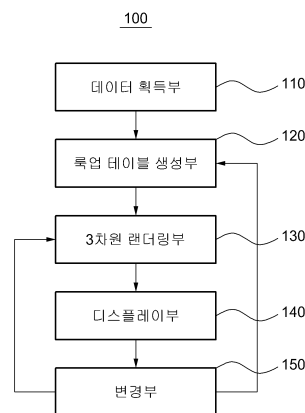 100
데이터 획득부
110
120
룩업 테이블 생성부
3차원 랜더링부
130
디스플레이부
140
150
변경부